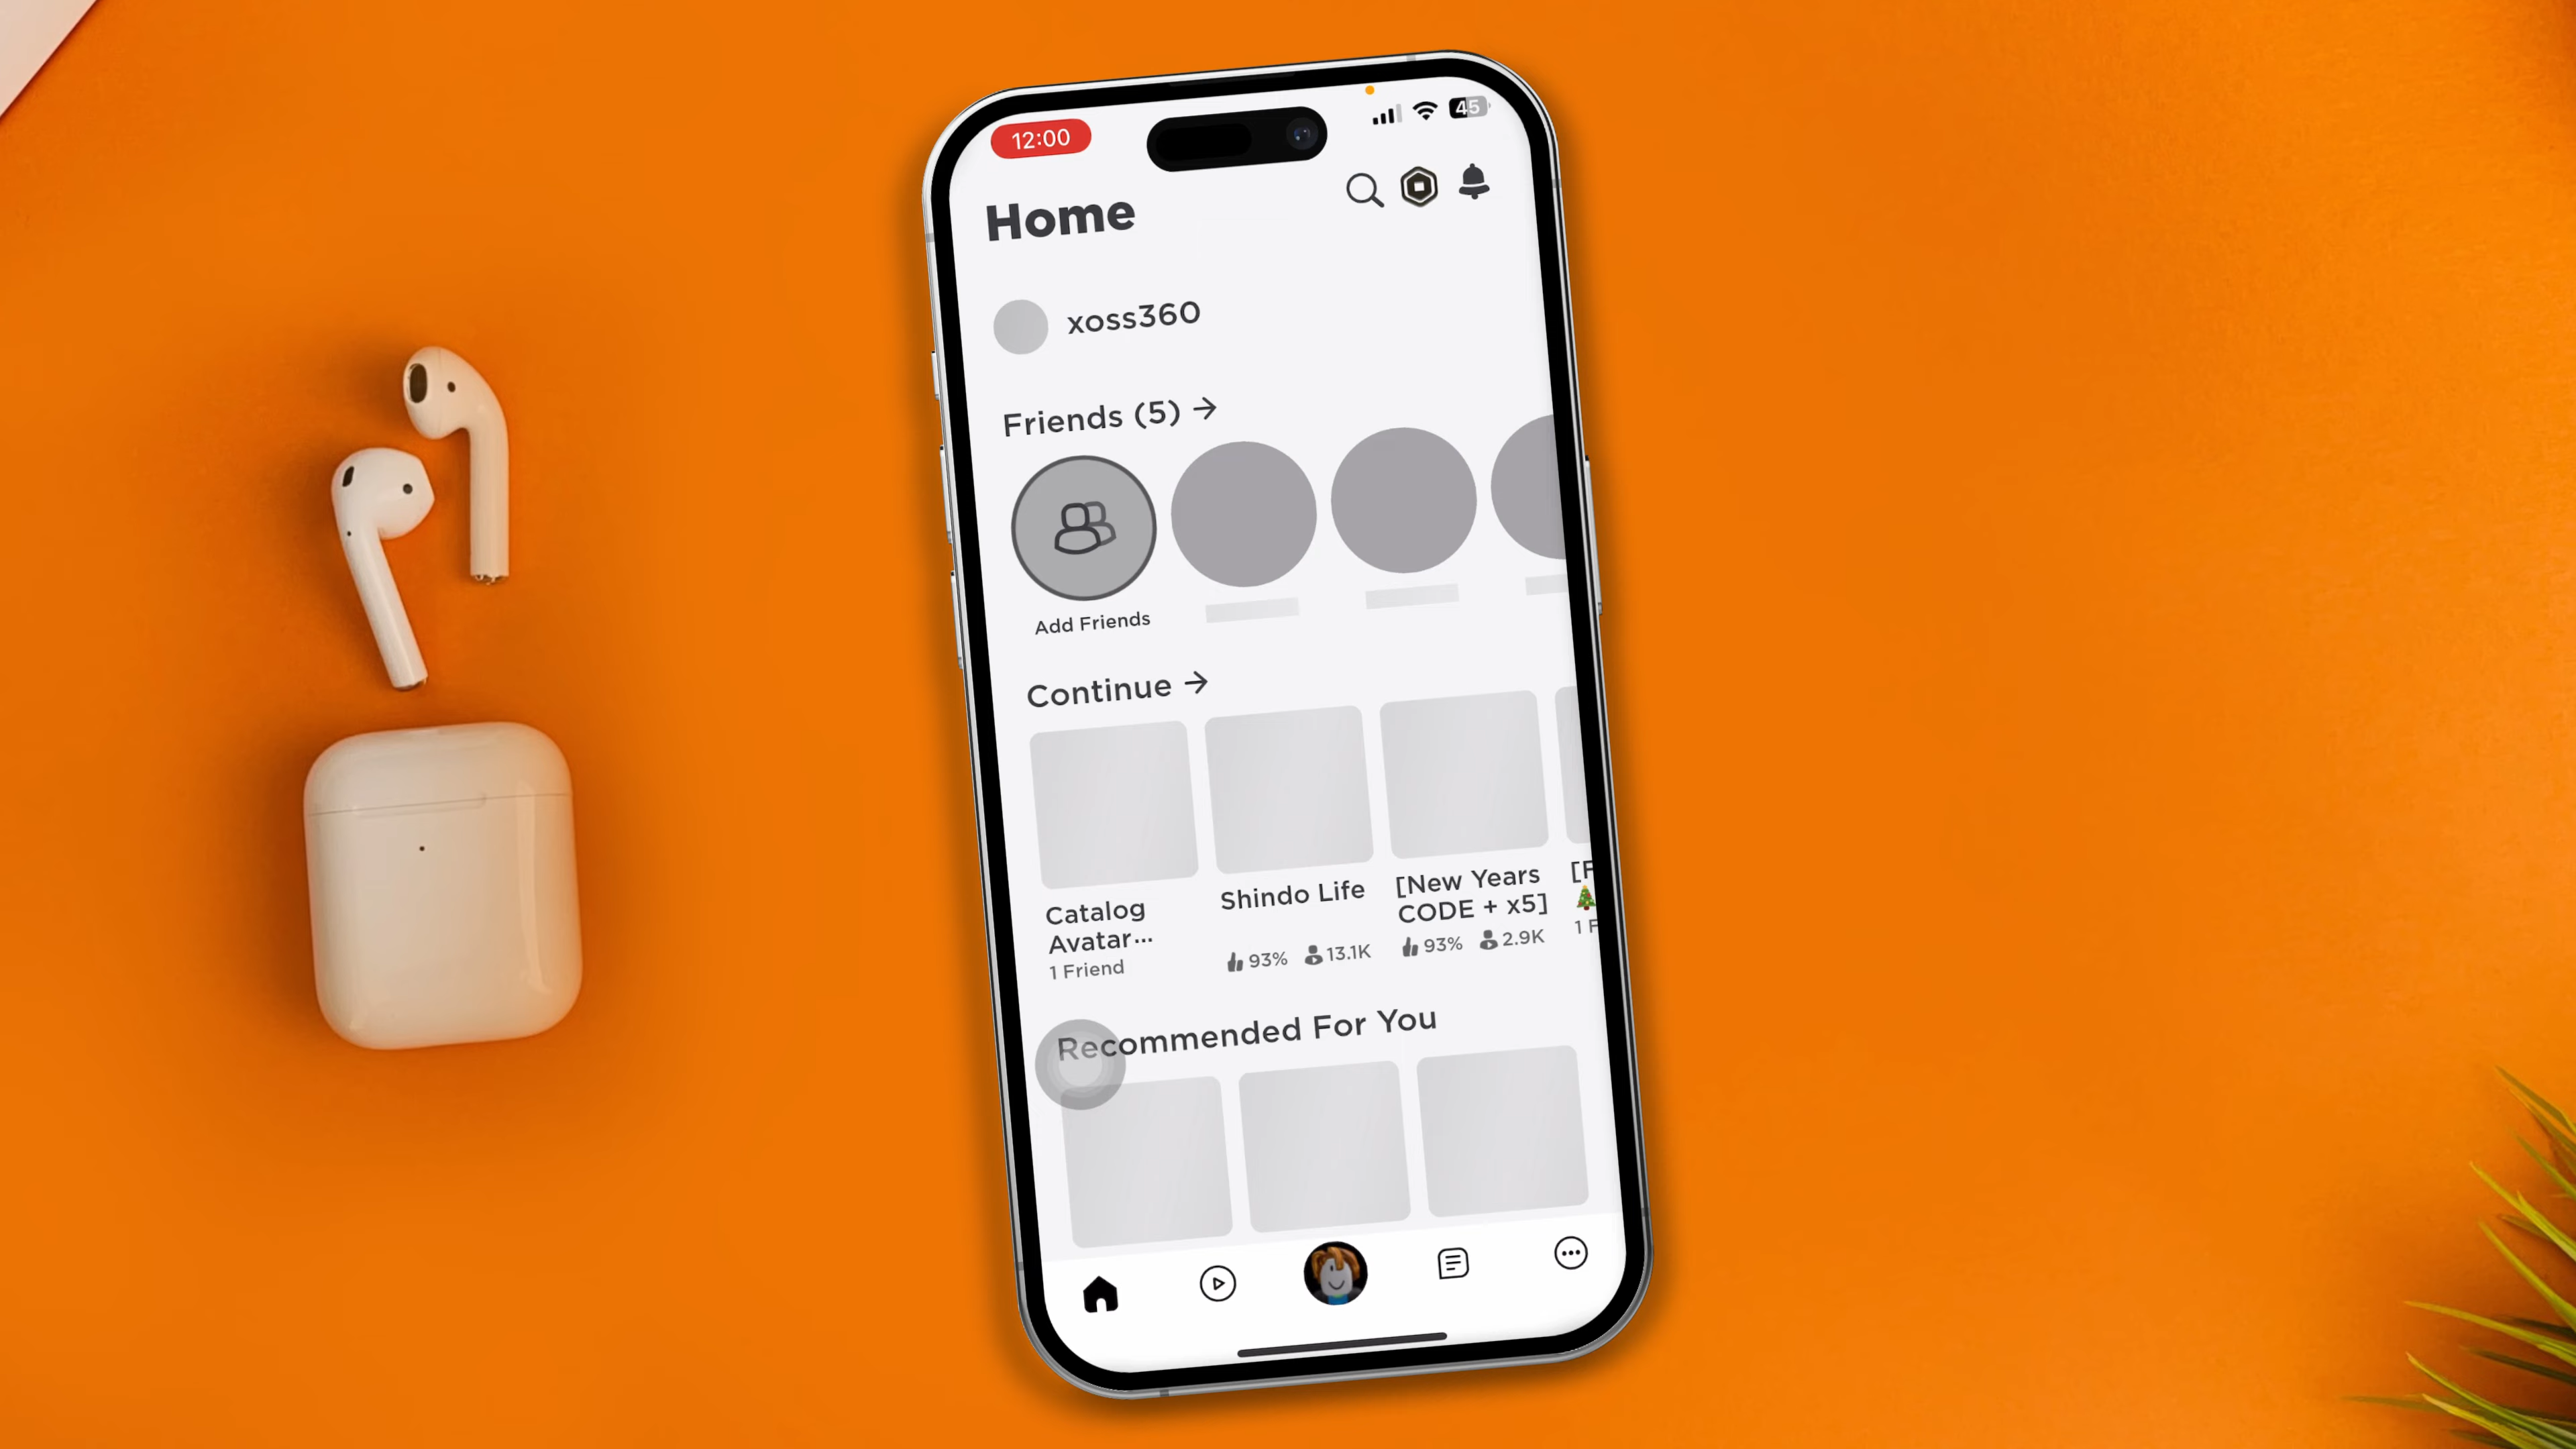 12:00
45
Home
xoss360
Friends (5)
Add Friends
Continue
Catalog
Avatar...
1 Friend
Shindo Life
93% 13.1K
[New Years
CODE + x5]
93% 2.9K
[F
1 F
Recommended For You